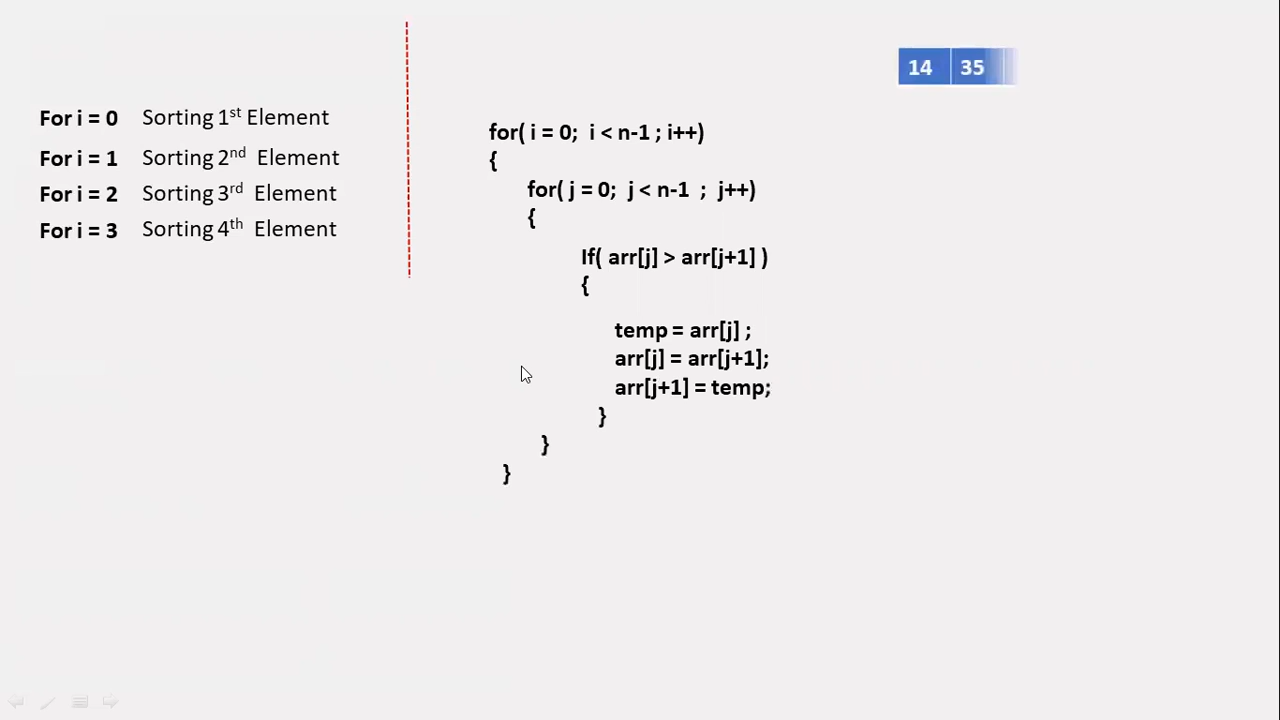 For i = 0 Sorting 1st Element
For i = 1 Sorting 2nd Element
For i = 2 Sorting 3rd Element
For i = 3 Sorting 4th Element
14 35
for( i = 0; i < n-1 ; i++)
{
for( j = 0; j < n-1 ; j++)
{
If( arr[j] > arr[j+1] )
{
temp = arr[j] ;
arr[j] = arr[j+1];
arr[j+1] = temp;
}
}
}